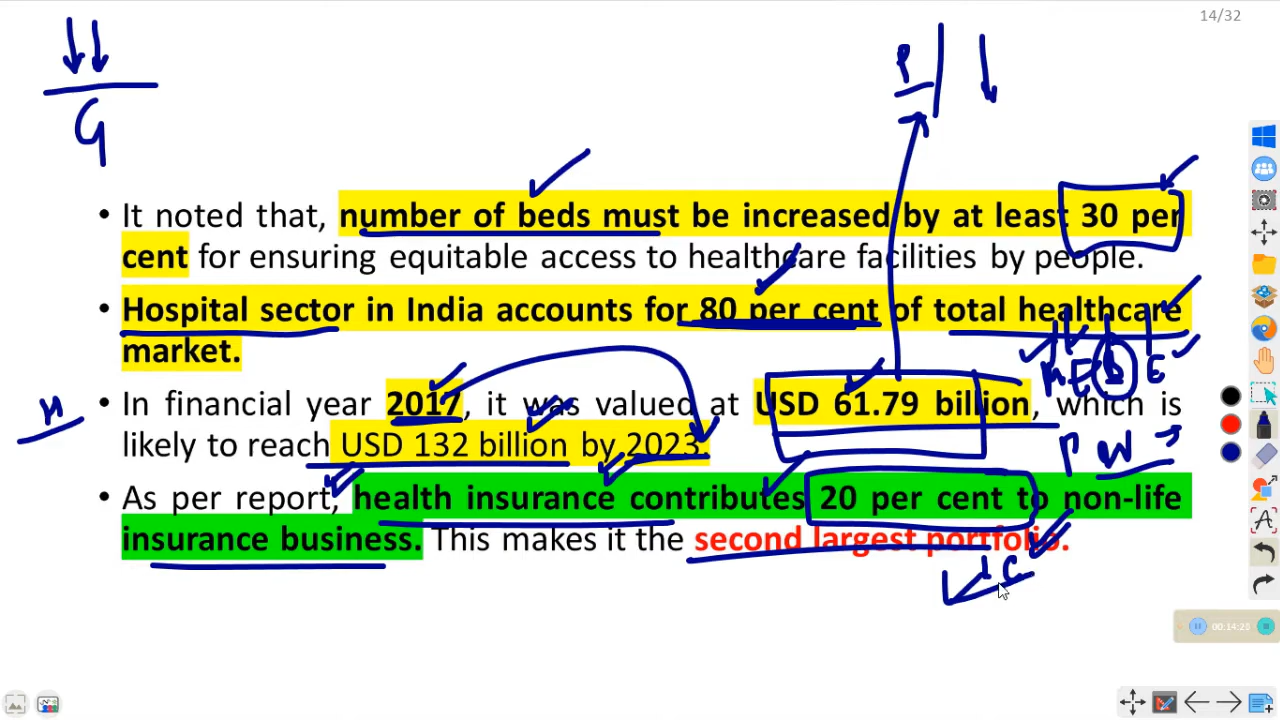 14/32
G
P
• It noted that, number of beds must be increased by at least 30 per
cent for ensuring equitable access to healthcare facilities by people.
• Hospital sector in India accounts for 80 per cent of total healthcare
market.
• In financial year 2017, it was valued at USD 61.79 billion, which is
likely to reach USD 132 billion by 2023.
• As per report, health insurance contributes 20 per cent to non-life
insurance business. This makes it the second largest portfolio.
00:14:23